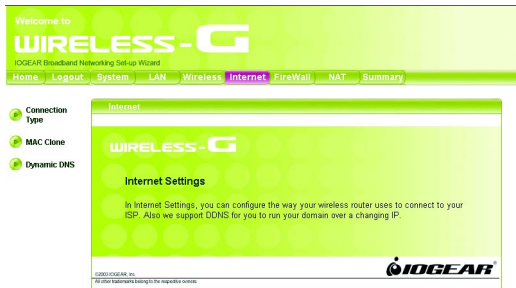 Welcome to
WIRELESS-G
IOGEAR Broadband Networking Set-up Wizard
Home Logout System LAN Wireless Internet FireWall NAT Summary
Connection Type
MAC Clone
Dynamic DNS
Internet
WIRELESS-G
Internet Settings
In Internet Settings, you can configure the way your wireless router uses to connect to your
ISP. Also we support DDNS for you to run your domain over a changing IP.
IOGEAR®
©2003 IOGEAR, Inc.
All other trademarks belong to the respective owners.